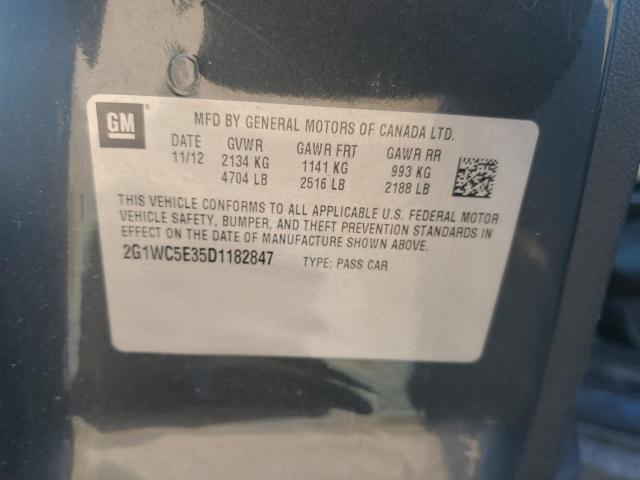 GM
MFD BY GENERAL MOTORS OF CANADA LTD.
DATE GVWR GAWR FRT GAWR RR
11/12 2134 KG 1141 KG 993 KG
4704 LB 2516 LB 2188 LB
THIS VEHICLE CONFORMS TO ALL APPLICABLE U.S. FEDERAL MOTOR
VEHICLE SAFETY, BUMPER, AND THEFT PREVENTION STANDARDS IN
EFFECT ON THE DATE OF MANUFACTURE SHOWN ABOVE.
2G1WC5E35D1182847 TYPE: PASS CAR